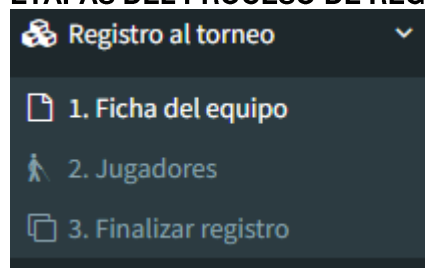 ETAPAS DEL PROCESO DE REG
Registro al torneo
1. Ficha del equipo
2. Jugadores
3. Finalizar registro